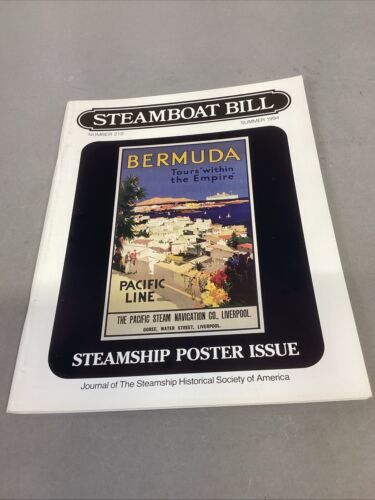 STEAMBOAT BILL
NUMBER 210
SUMMER 1994
BERMUDA
Tours within
the Empire
PACIFIC
LINE
THE PACIFIC STEAM NAVIGATION CO. LIVERPOOL.
GOREE, WATER STREET, LIVERPOOL.
STEAMSHIP POSTER ISSUE
Journal of The Steamship Historical Society of America